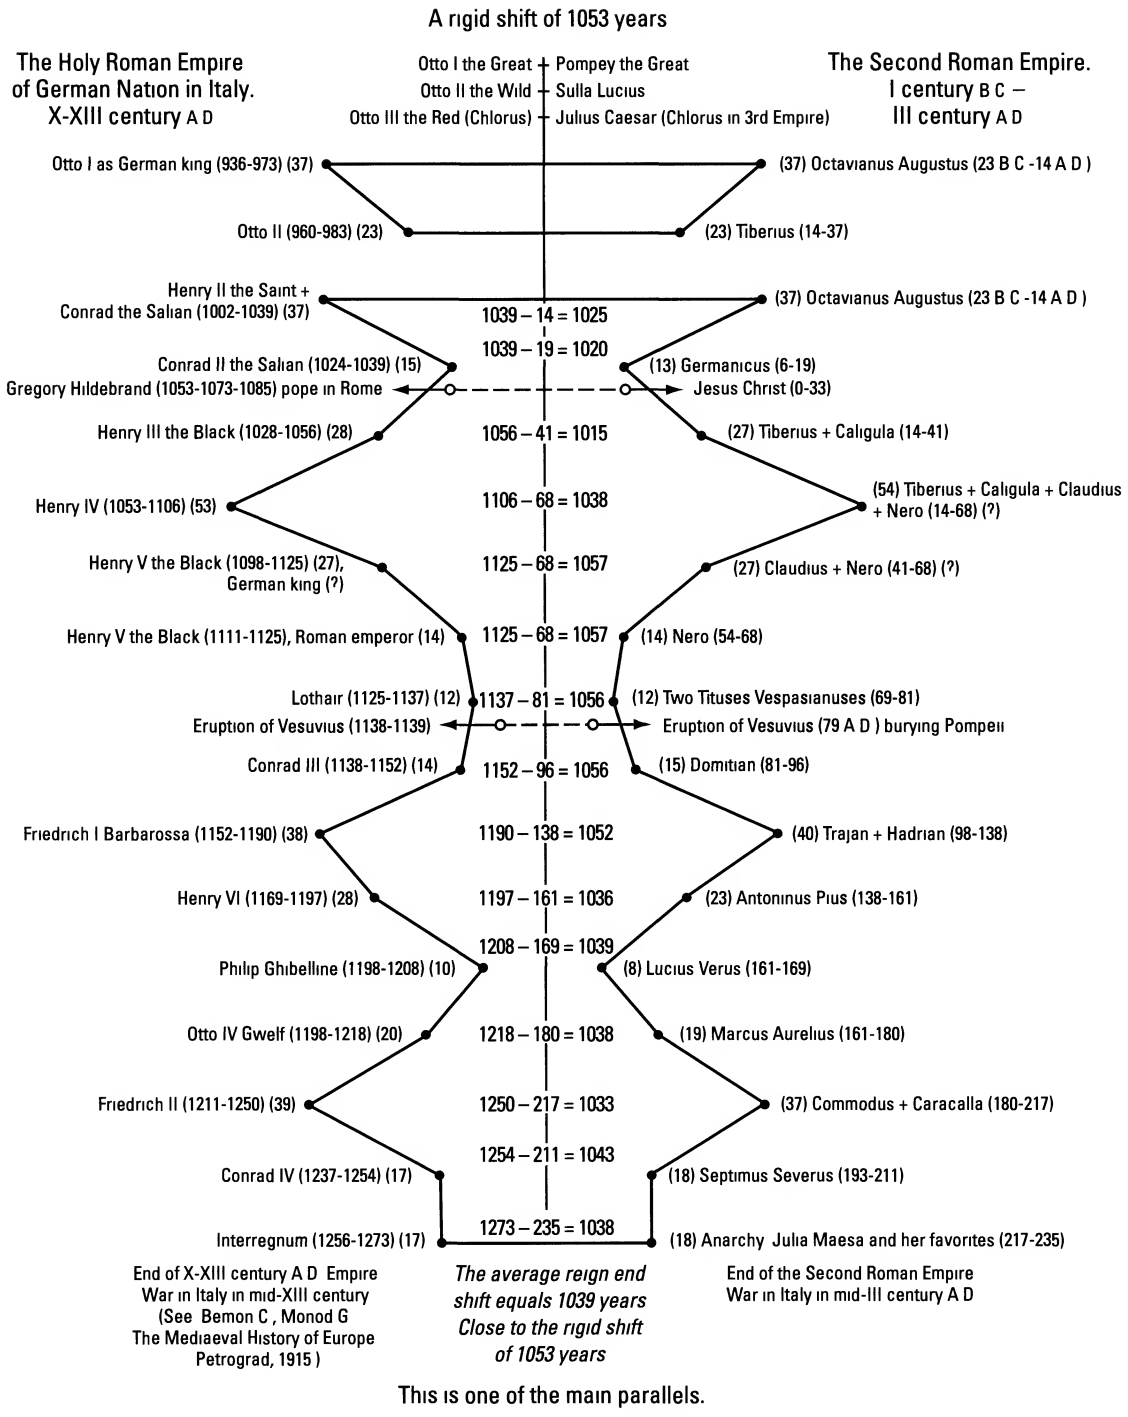 A rigid shift of 1053 years
The Holy Roman Empire
of German Nation in Italy.
X-XIII century A D
Otto I the Great
Pompey the Great
Otto II the Wild
Sulla Lucius
Otto III the Red (Chlorus)
Julius Caesar (Chlorus in 3rd Empire)
The Second Roman Empire.
I century B C –
III century A D
Otto I as German king (936-973) (37)
(37) Octavianus Augustus (23 B C -14 A D )
Otto II (960-983) (23)
(23) Tiberius (14-37)
Henry II the Saint +
Conrad the Salian (1002-1039) (37)
(37) Octavianus Augustus (23 B C -14 A D )
1039 – 14 = 1025
1039 – 19 = 1020
Conrad II the Salian (1024-1039) (15)
(13) Germanicus (6-19)
Gregory Hildebrand (1053-1073-1085) pope in Rome
Jesus Christ (0-33)
Henry III the Black (1028-1056) (28)
1056 – 41 = 1015
(27) Tiberius + Caligula (14-41)
Henry IV (1053-1106) (53)
1106 – 68 = 1038
(54) Tiberius + Caligula + Claudius
+ Nero (14-68) (?)
Henry V the Black (1098-1125) (27),
German king (?)
1125 – 68 = 1057
(27) Claudius + Nero (41-68) (?)
Henry V the Black (1111-1125), Roman emperor (14)
1125 – 68 = 1057
(14) Nero (54-68)
Lothair (1125-1137) (12)
1137 – 81 = 1056
(12) Two Tituses Vespasianuses (69-81)
Eruption of Vesuvius (1138-1139)
Eruption of Vesuvius (79 A D ) burying Pompeii
Conrad III (1138-1152) (14)
1152 – 96 = 1056
(15) Domitian (81-96)
Friedrich I Barbarossa (1152-1190) (38)
1190 – 138 = 1052
(40) Trajan + Hadrian (98-138)
Henry VI (1169-1197) (28)
1197 – 161 = 1036
(23) Antoninus Pius (138-161)
1208 – 169 = 1039
Philip Ghibelline (1198-1208) (10)
(8) Lucius Verus (161-169)
Otto IV Gwelf (1198-1218) (20)
1218 – 180 = 1038
(19) Marcus Aurelius (161-180)
Friedrich II (1211-1250) (39)
1250 – 217 = 1033
(37) Commodus + Caracalla (180-217)
1254 – 211 = 1043
Conrad IV (1237-1254) (17)
(18) Septimus Severus (193-211)
1273 – 235 = 1038
Interregnum (1256-1273) (17)
(18) Anarchy Julia Maesa and her favorites (217-235)
End of X-XIII century A D Empire
War in Italy in mid-XIII century
(See Bemon C , Monod G
The Mediaeval History of Europe
Petrograd, 1915 )
The average reign end
shift equals 1039 years
Close to the rigid shift
of 1053 years
End of the Second Roman Empire
War in Italy in mid-III century A D
This is one of the main parallels.